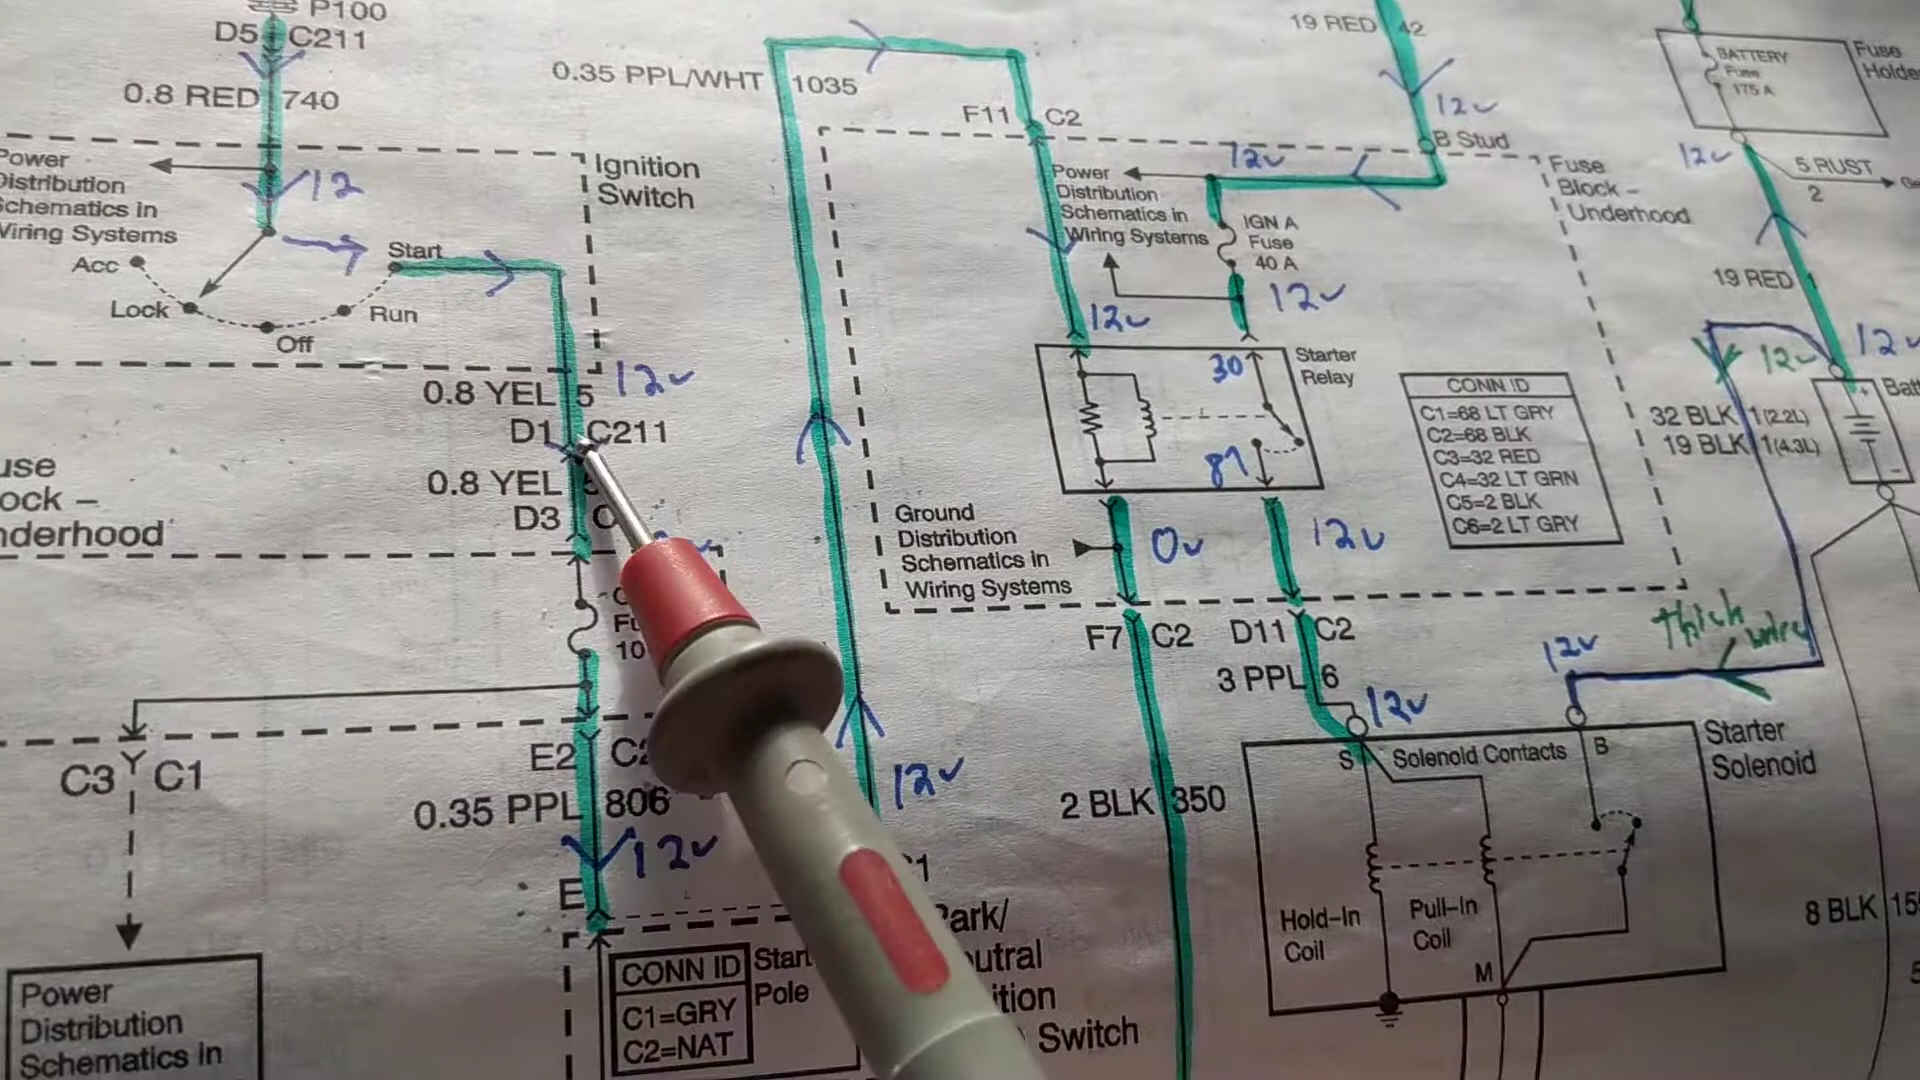 P100
D5 C211
0.8 RED 740
Power
Distribution
Schematics in
Wiring Systems
12
Ignition
Switch
Start
Acc
Lock
Run
Off
0.8 YEL 5
12v
D1 C211
0.8 YEL
D3
use
ock –
nderhood
10
C3 C1
E2
0.35 PPL 806
12v
E
Power
Distribution
Schematics in
CONN ID
C1=GRY
C2=NAT
Start
Pole
Park/
utral
ition
Switch
0.35 PPL/WHT 1035
12v
F11 C2
19 RED 42
12v
B Stud
12v
Fuse
Block –
Underhood
Power
Distribution
Schematics in
Wiring Systems
IGN A
Fuse
40 A
12v
12v
Starter
Relay
30
87
CONN ID
C1=68 LT GRY
C2=68 BLK
C3=32 RED
C4=32 LT GRN
C5=2 BLK
C6=2 LT GRY
Ground
Distribution
Schematics in
Wiring Systems
0v
12v
F7 C2
D11 C2
3 PPL 6
2 BLK 350
12v
12v
thick
wire
S
Solenoid Contacts
B
Starter
Solenoid
Hold-In
Coil
Pull-In
Coil
M
BATTERY
Fuse
175 A
Fuse
Holde
12v
5 RUST
2
19 RED
12v
12v
Batt
+
-
32 BLK 1(2.2L)
19 BLK 1(4.3L)
8 BLK 15